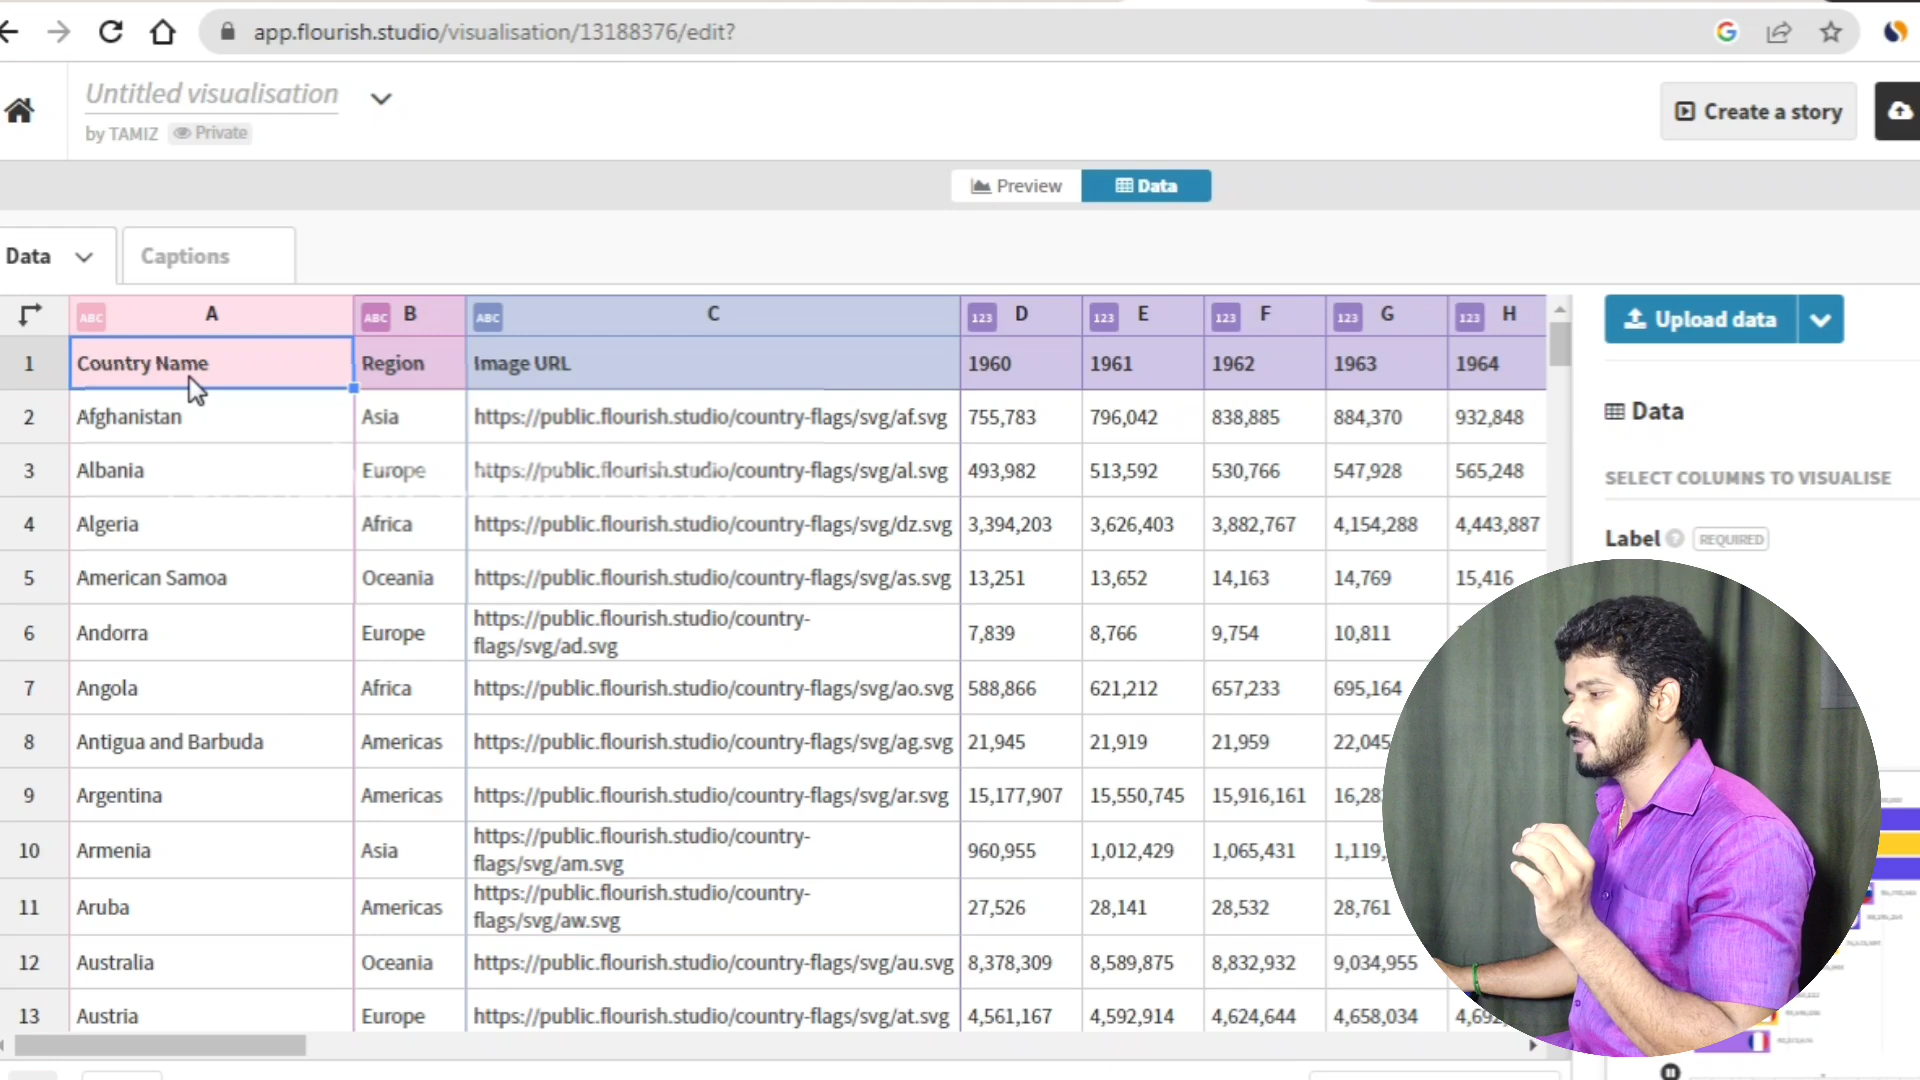 app.flourish.studio/visualisation/13188376/edit?
Untitled visualisation
by TAMIZ Private
Create a story
Preview Data
Data Captions
ABC A ABC B ABC C 123 D 123 E 123 F 123 G 123 H
1 Country Name Region Image URL 1960 1961 1962 1963 1964
2 Afghanistan Asia https://public.flourish.studio/country-flags/svg/af.svg 755,783 796,042 838,885 884,370 932,848
3 Albania Europe https://public.flourish.studio/country-flags/svg/al.svg 493,982 513,592 530,766 547,928 565,248
4 Algeria Africa https://public.flourish.studio/country-flags/svg/dz.svg 3,394,203 3,626,403 3,882,767 4,154,288 4,443,887
5 American Samoa Oceania https://public.flourish.studio/country-flags/svg/as.svg 13,251 13,652 14,163 14,769 15,416
6 Andorra Europe https://public.flourish.studio/country-
flags/svg/ad.svg 7,839 8,766 9,754 10,811
7 Angola Africa https://public.flourish.studio/country-flags/svg/ao.svg 588,866 621,212 657,233 695,164
8 Antigua and Barbuda Americas https://public.flourish.studio/country-flags/svg/ag.svg 21,945 21,919 21,959 22,045
9 Argentina Americas https://public.flourish.studio/country-flags/svg/ar.svg 15,177,907 15,550,745 15,916,161
10 Armenia Asia https://public.flourish.studio/country-
flags/svg/am.svg 960,955 1,012,429 1,065,431
11 Aruba Americas https://public.flourish.studio/country-
flags/svg/aw.svg 27,526 28,141 28,532 28,761
12 Australia Oceania https://public.flourish.studio/country-flags/svg/au.svg 8,378,309 8,589,875 8,832,932 9,034,955
13 Austria Europe https://public.flourish.studio/country-flags/svg/at.svg 4,561,167 4,592,914 4,624,644 4,658,034
Upload data
Data
SELECT COLUMNS TO VISUALISE
Label ? REQUIRED